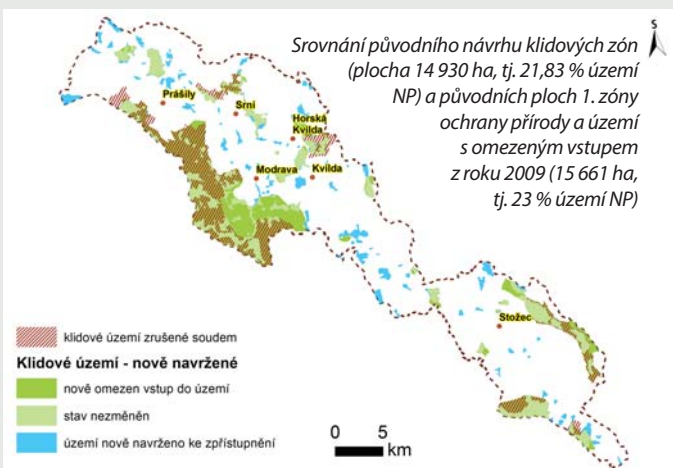 Srovnání původního návrhu klidových zón
(plocha 14 930 ha, tj. 21,83 % území
NP) a původních ploch 1. zóny
ochrany přírody a území
s omezeným vstupem
z roku 2009 (15 661 ha,
tj. 23 % území NP)
S
Prášily
Srní
Horská
Kvilda
Modrava
Kvilda
Stožec
klidové území zrušené soudem
Klidové území - nově navržené
nově omezen vstup do území
stav nezměněn
území nově navrženo ke zpřístupnění
0 5
km